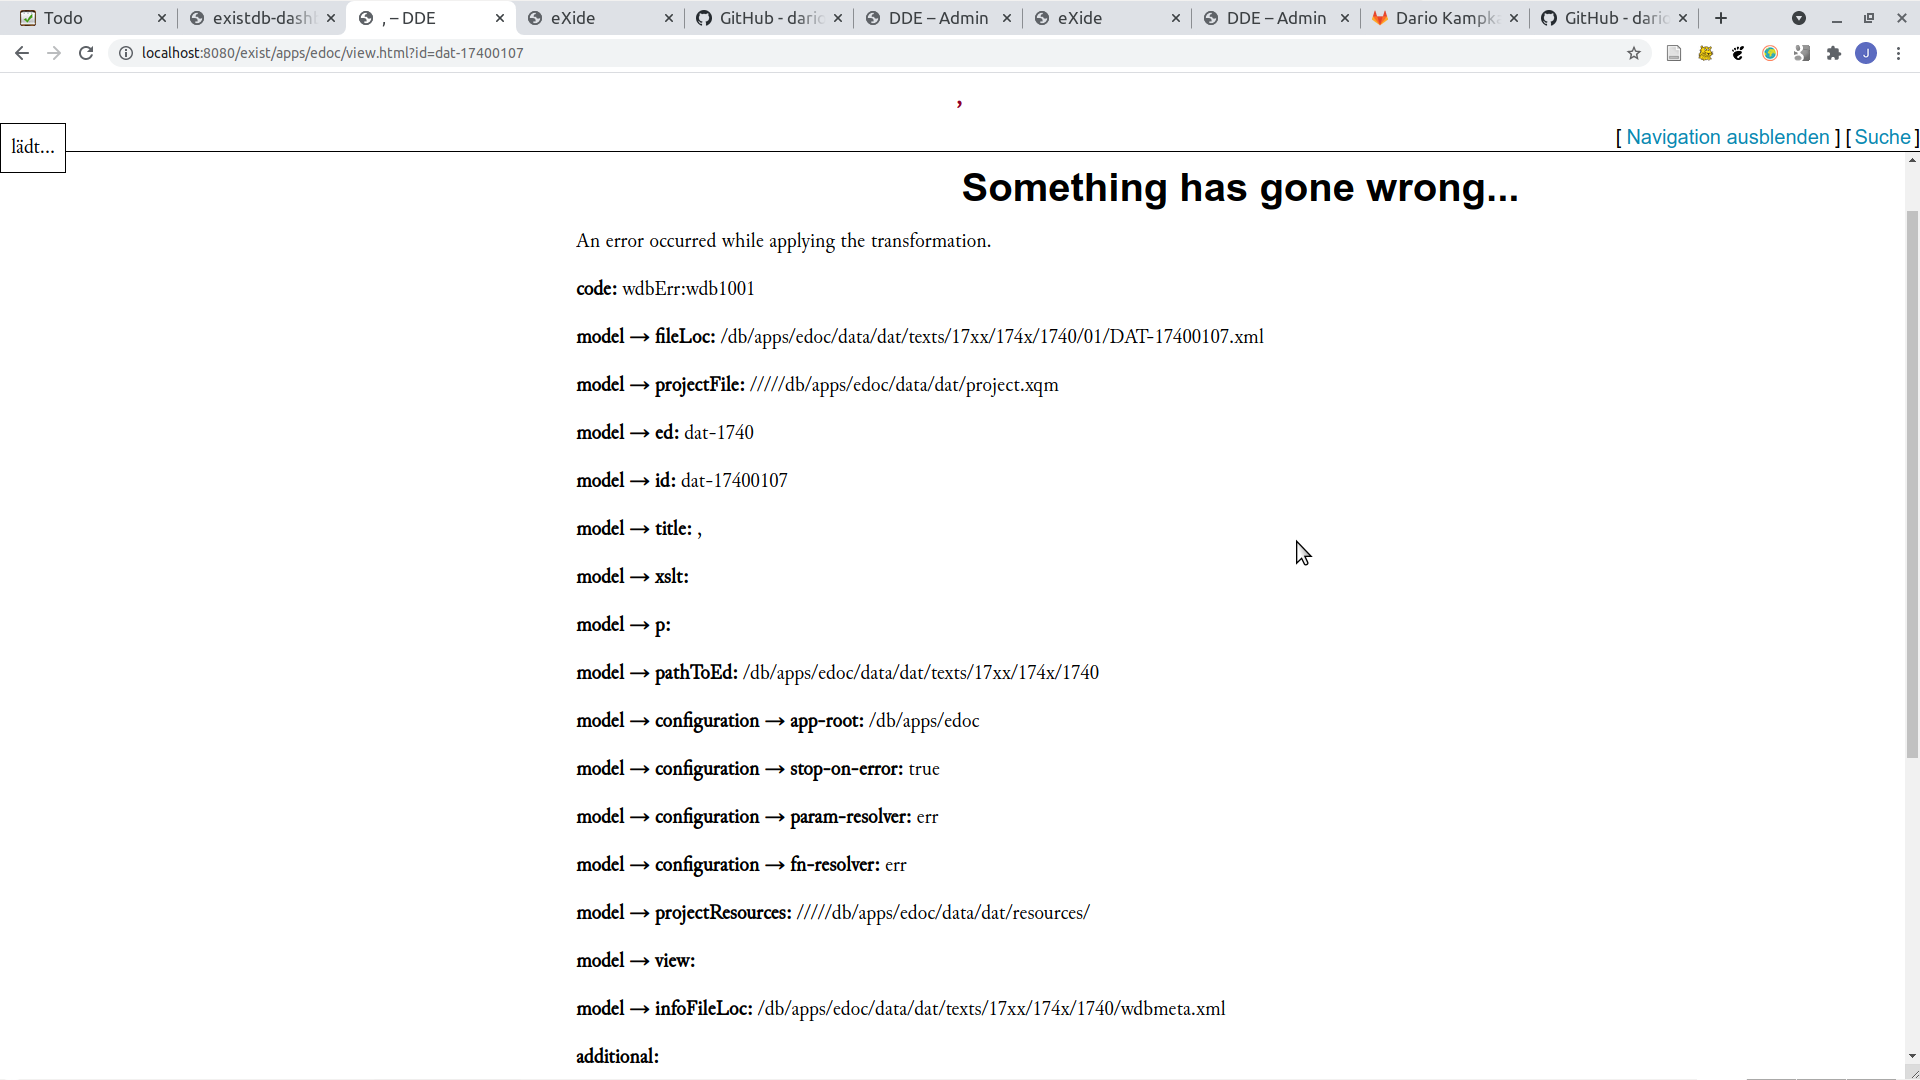 Todo
existdb-dash
, – DDE
eXide
GitHub - dario
DDE – Admin
eXide
DDE – Admin
Dario Kampka
GitHub - dario
localhost:8080/exist/apps/edoc/view.html?id=dat-17400107
J
,
lädt...
[ Navigation ausblenden ] [ Suche ]
Something has gone wrong...
An error occurred while applying the transformation.
code: wdbErr:wdb1001
model → fileLoc: /db/apps/edoc/data/dat/texts/17xx/174x/1740/01/DAT-17400107.xml
model → projectFile: /////db/apps/edoc/data/dat/project.xqm
model → ed: dat-1740
model → id: dat-17400107
model → title: ,
model → xslt:
model → p:
model → pathToEd: /db/apps/edoc/data/dat/texts/17xx/174x/1740
model → configuration → app-root: /db/apps/edoc
model → configuration → stop-on-error: true
model → configuration → param-resolver: err
model → configuration → fn-resolver: err
model → projectResources: /////db/apps/edoc/data/dat/resources/
model → view:
model → infoFileLoc: /db/apps/edoc/data/dat/texts/17xx/174x/1740/wdbmeta.xml
additional: